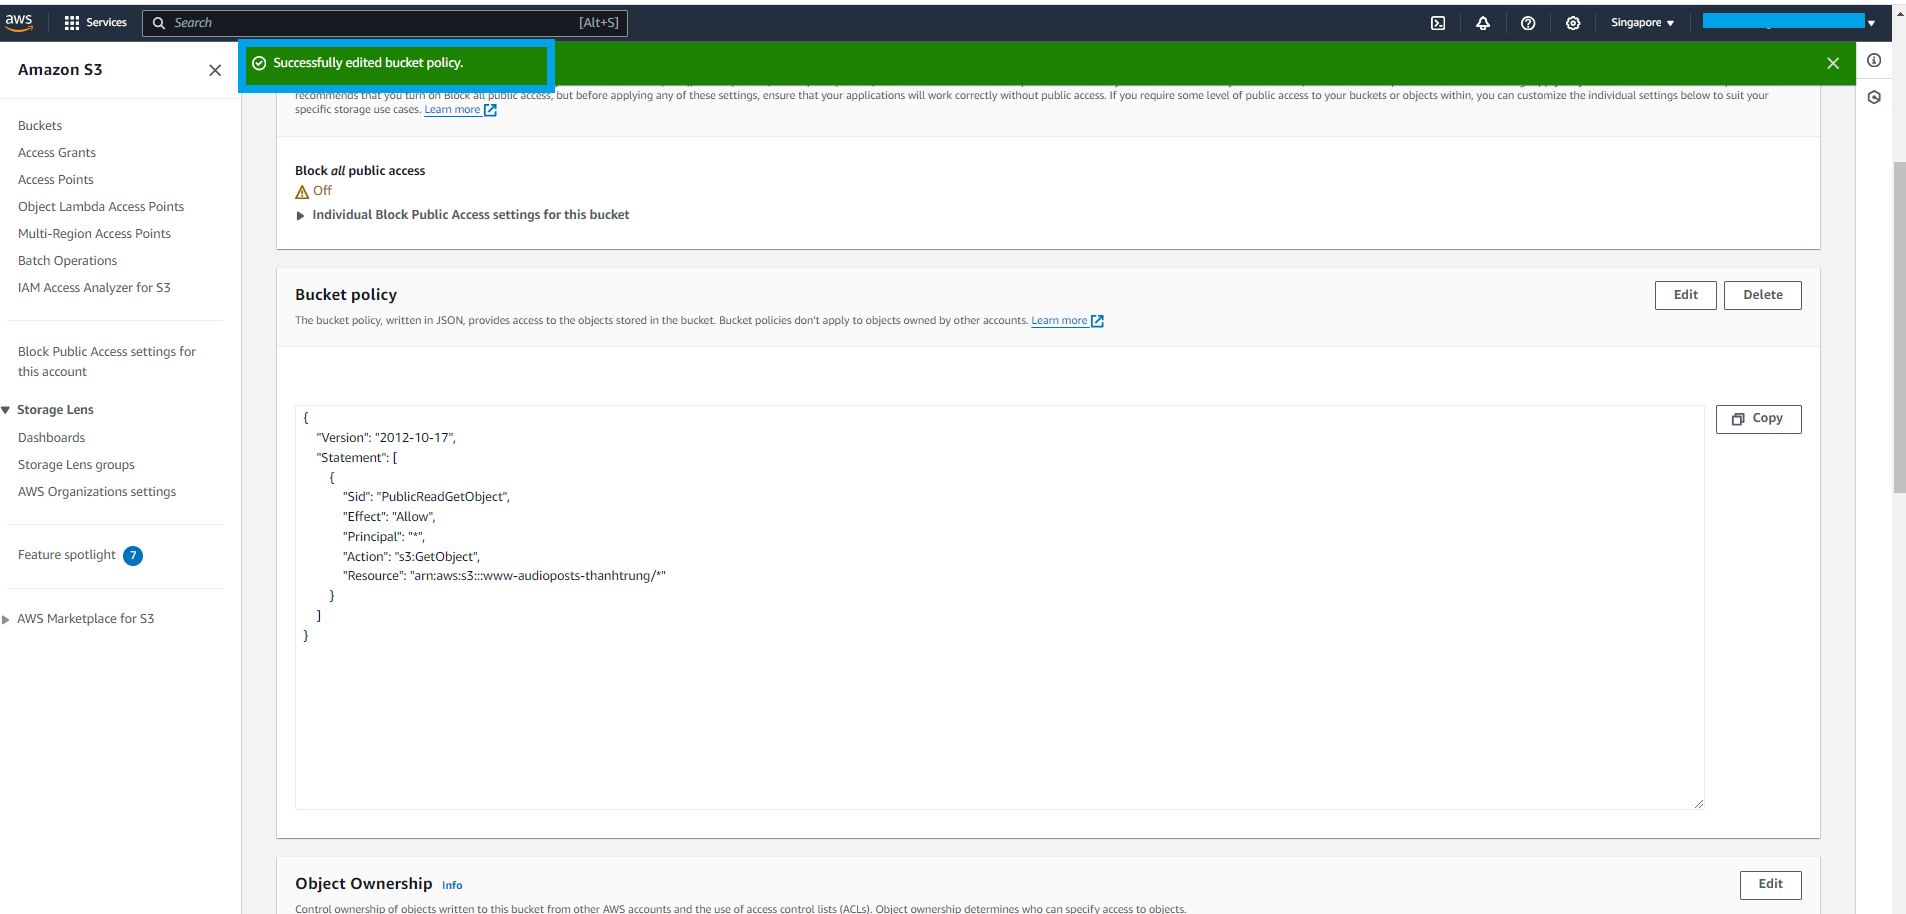 aws
Services
Search
[Alt+S]
Singapore
Amazon S3
Successfully edited bucket policy.
recommends that you turn on Block all public access, but before applying any of these settings, ensure that your applications will work correctly without public access. If you require some level of public access to your buckets or objects within, you can customize the individual settings below to suit your
specific storage use cases. Learn more
Buckets
Access Grants
Access Points
Object Lambda Access Points
Multi-Region Access Points
Batch Operations
IAM Access Analyzer for S3
Block Public Access settings for
this account
Storage Lens
Dashboards
Storage Lens groups
AWS Organizations settings
Feature spotlight 7
AWS Marketplace for S3
Block all public access
Off
Individual Block Public Access settings for this bucket
Bucket policy
Edit
Delete
The bucket policy, written in JSON, provides access to the objects stored in the bucket. Bucket policies don't apply to objects owned by other accounts. Learn more
Copy
{
"Version": "2012-10-17",
"Statement": [
{
"Sid": "PublicReadGetObject",
"Effect": "Allow",
"Principal": "*",
"Action": "s3:GetObject",
"Resource": "arn:aws:s3:::www-audioposts-thanhtrung/*"
}
]
}
Object Ownership Info
Edit
Control ownership of objects written to this bucket from other AWS accounts and the use of access control lists (ACLs). Object ownership determines who can specify access to objects.